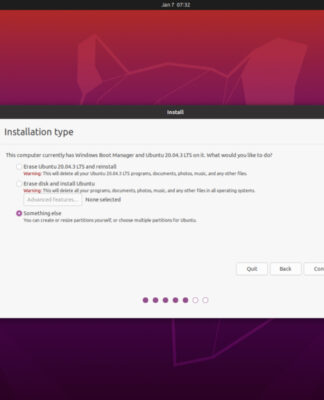 Jan 7 07:32
Install
Installation type
This computer currently has Windows Boot Manager and Ubuntu 20.04.3 LTS on it. What would you like to do?
Erase Ubuntu 20.04.3 LTS and reinstall
Warning: This will delete all your Ubuntu 20.04.3 LTS programs, documents, photos, music, and any other files.
Erase disk and install Ubuntu
Warning: This will delete all your programs, documents, photos, music, and any other files in all operating systems.
Advanced features... None selected
Something else
You can create or resize partitions yourself, or choose multiple partitions for Ubuntu.
Quit Back Con